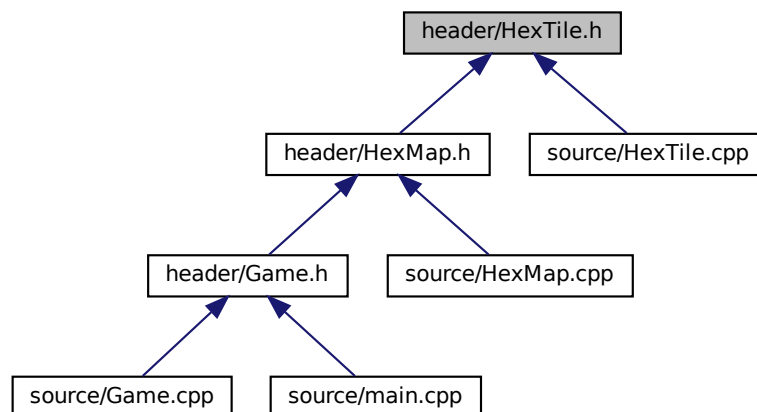 header/HexTile.h
header/HexMap.h
source/HexTile.cpp
header/Game.h
source/HexMap.cpp
source/Game.cpp
source/main.cpp